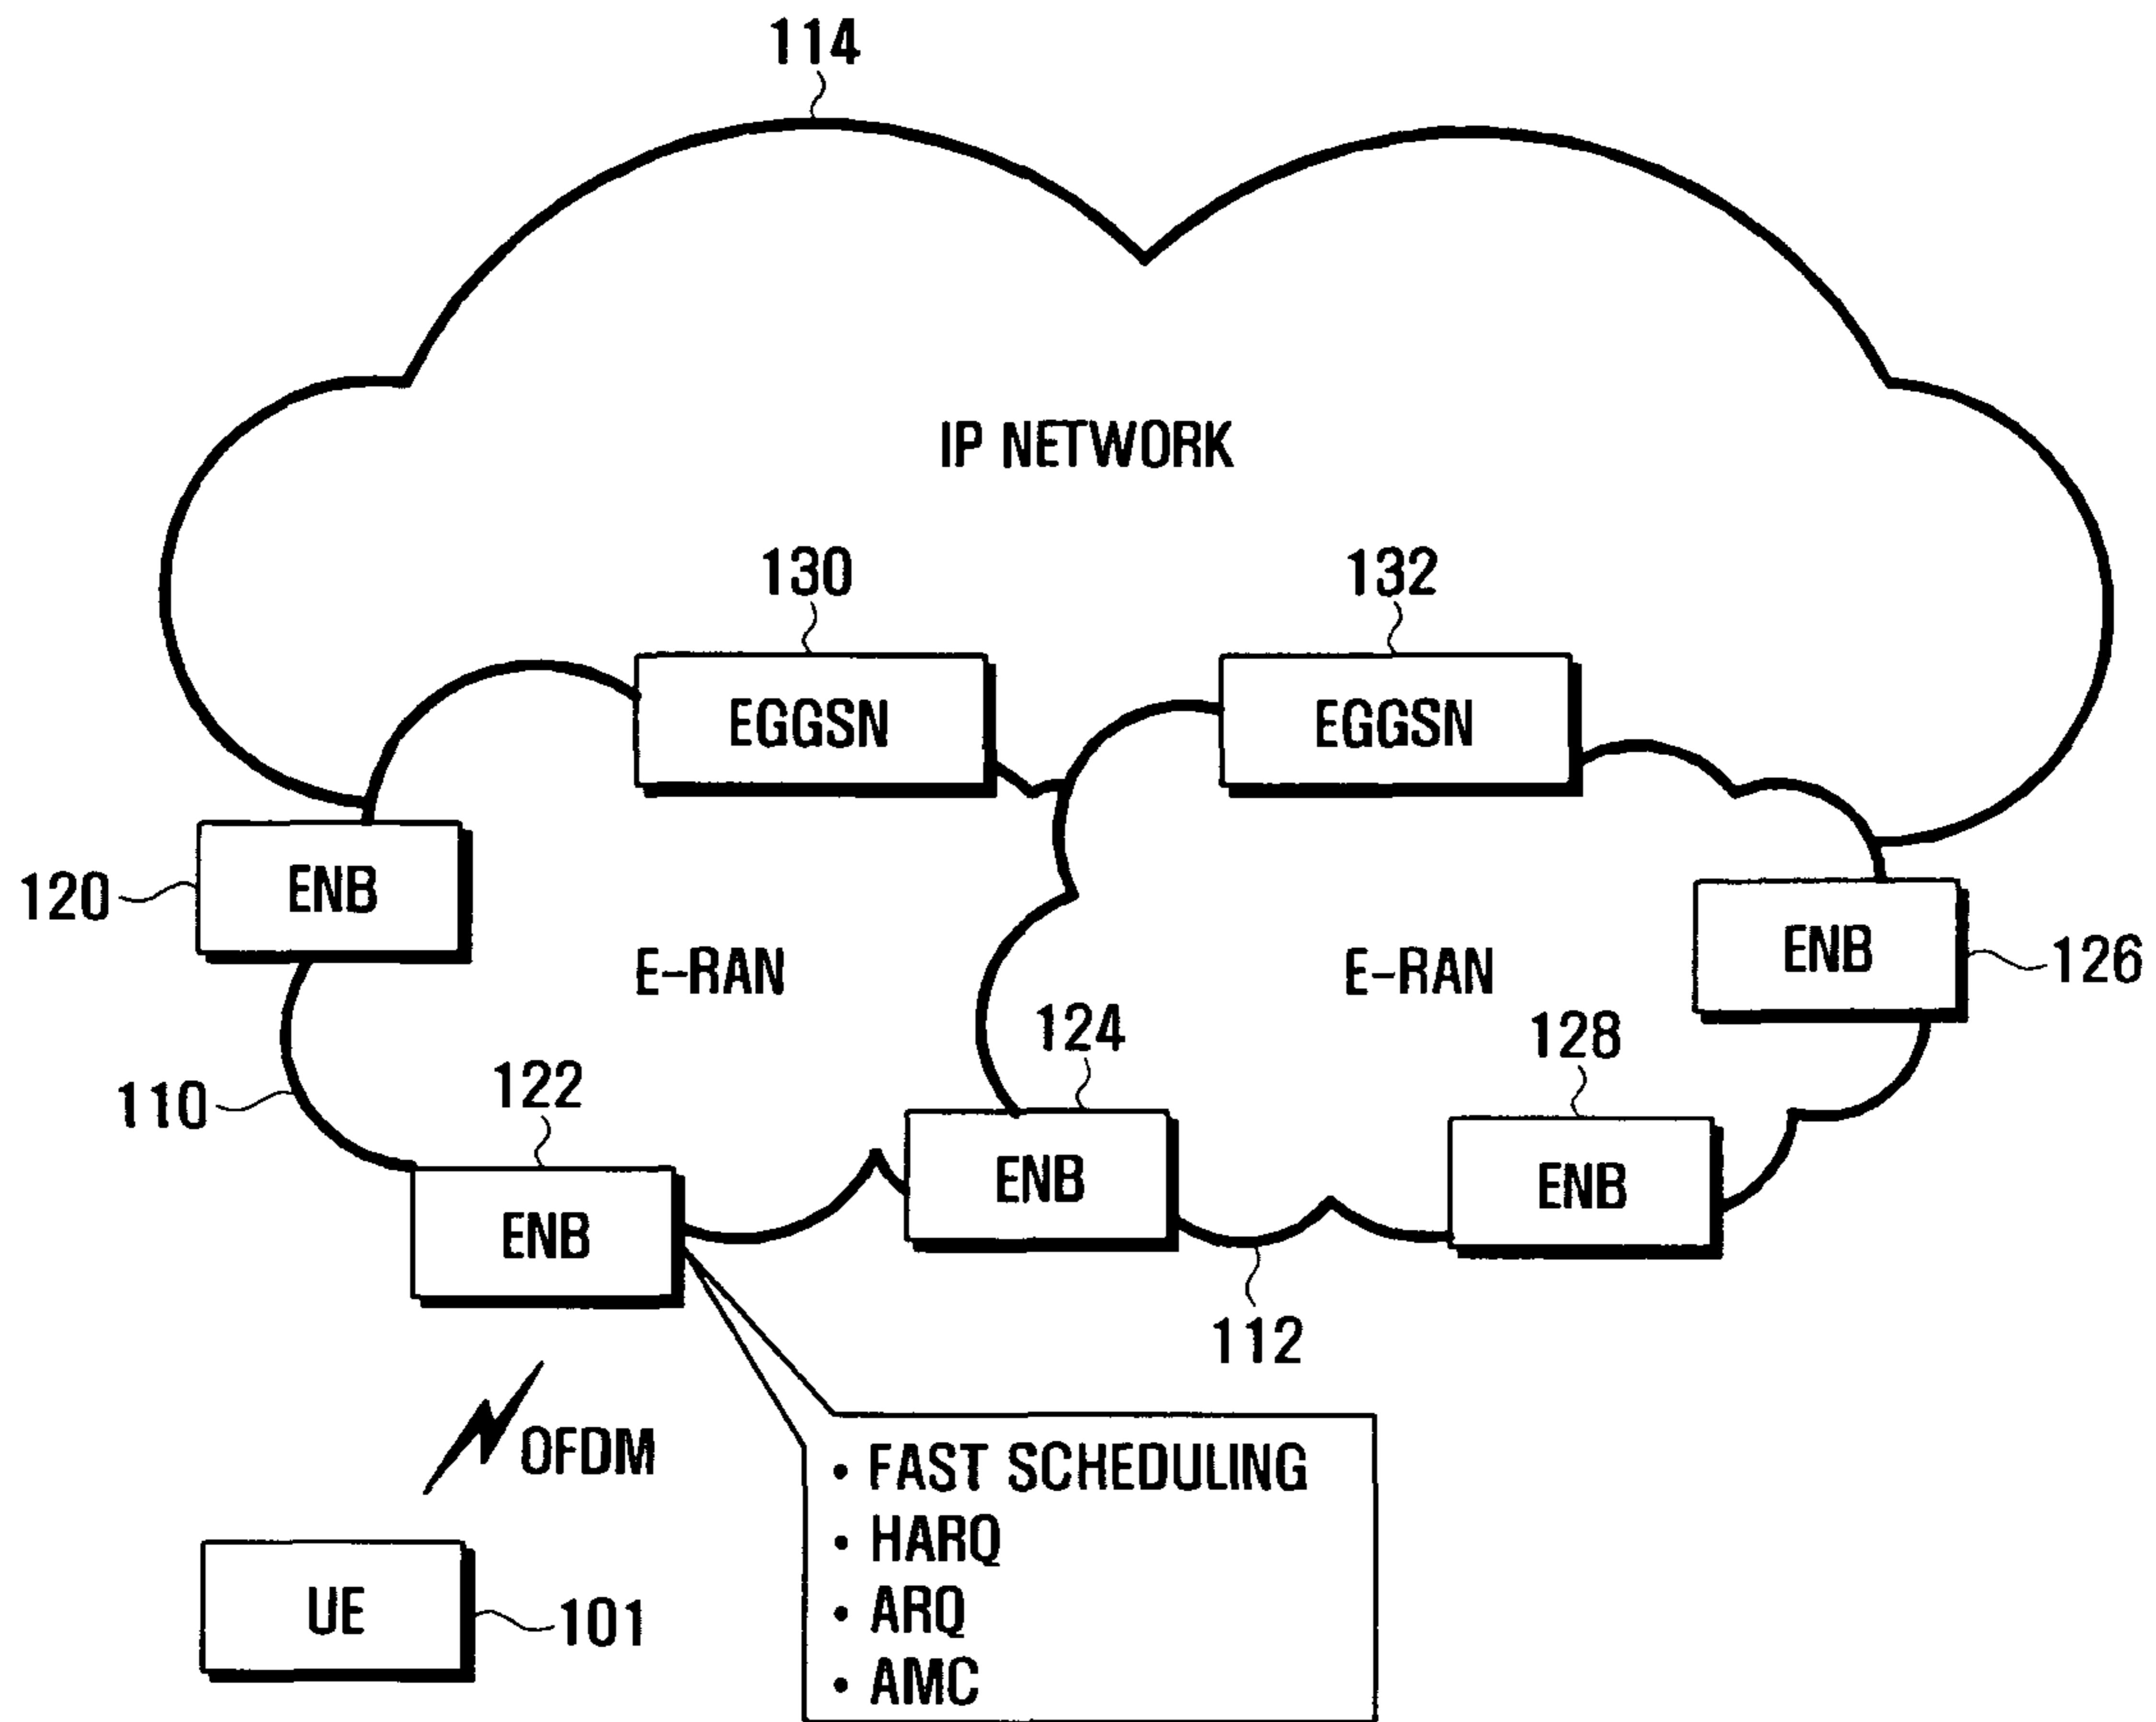 114
IP NETWORK
130
132
EGGSN
EGGSN
120
ENB
E-RAN
E-RAN
ENB
126
124
128
122
110
ENB
ENB
ENB
112
OFDM
• FAST SCHEDULING
• HARQ
• ARQ
• AMC
UE
101